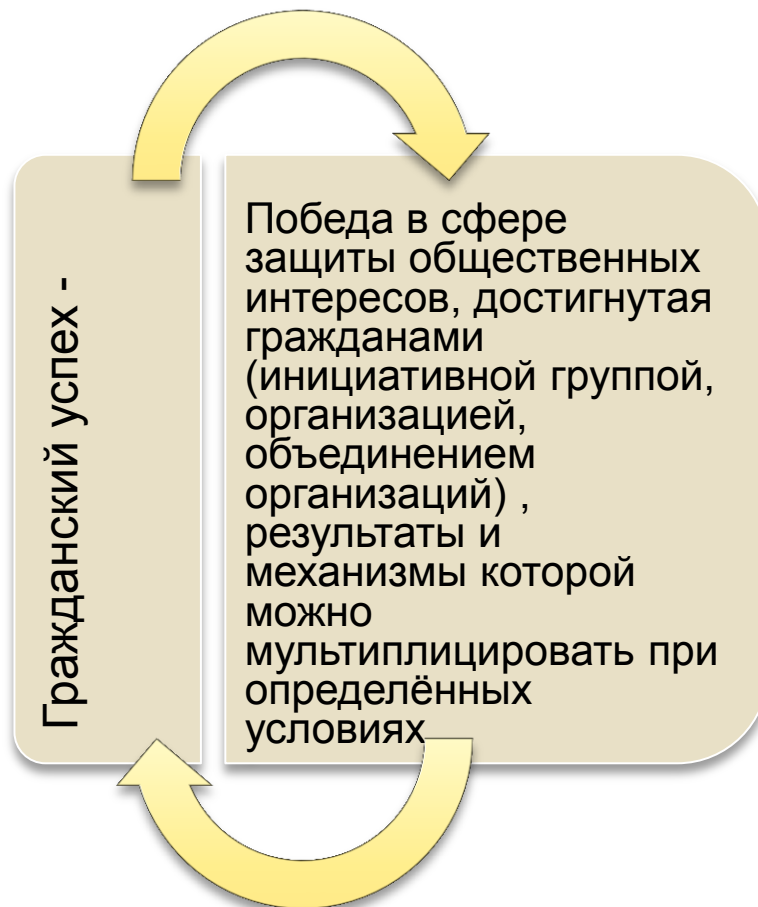 Гражданский успех -
Победа в сфере
защиты общественных
интересов, достигнутая
гражданами
(инициативной группой,
организацией,
объединением
организаций) ,
результаты и
механизмы которой
можно
мультиплицировать при
определённых
условиях